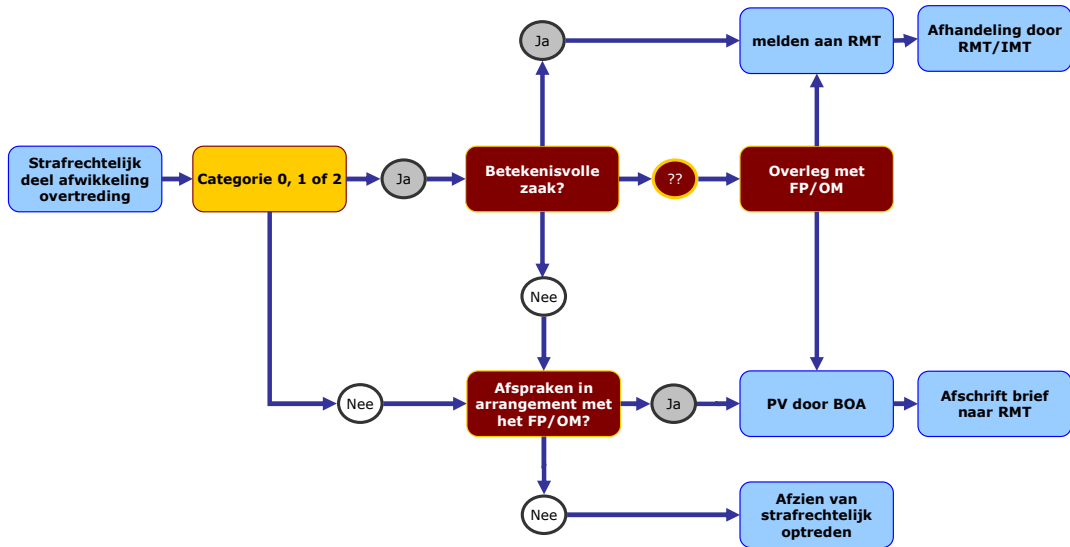 Ja
melden aan RMT
Afhandeling door
RMT/IMT
Strafrechtelijk
deel afwikkeling
overtreding
Categorie 0, 1 of 2
Ja
Betekenisvolle
zaak?
??
Overleg met
FP/OM
Nee
Nee
Afspraken in
arrangement met
het FP/OM?
Ja
PV door BOA
Afschrift brief
naar RMT
Nee
Afzien van
strafrechtelijk
optreden